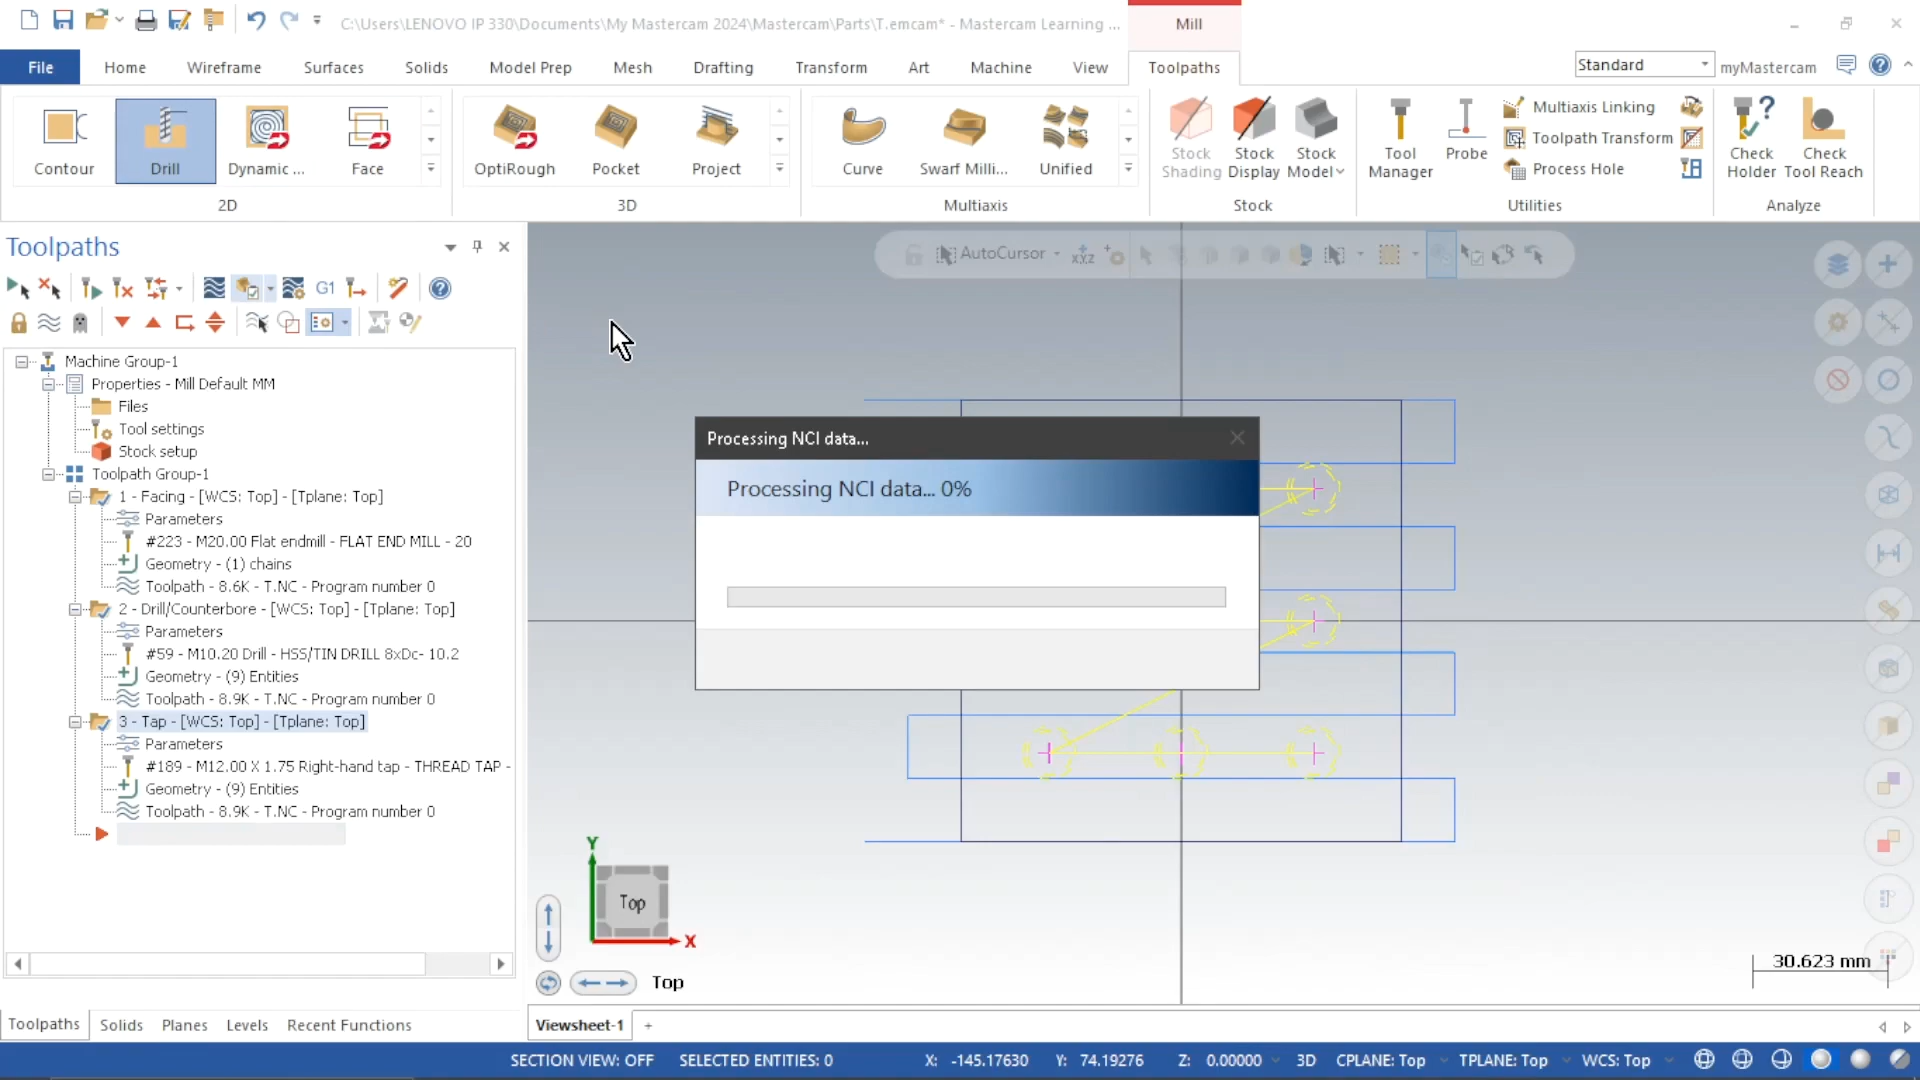 C:\Users\LENOVO IP 330\Documents\My Mastercam 2024\Mastercam\Parts\T.emcam* - Mastercam Learning ...
Mill
File
Home
Wireframe
Surfaces
Solids
Model Prep
Mesh
Drafting
Transform
Art
Machine
View
Toolpaths
Standard
myMastercam
Contour
Drill
Dynamic ...
Face
2D
OptiRough
Pocket
Project
3D
Curve
Swarf Milli...
Unified
Multiaxis
Stock Shading
Stock Display
Stock Model
Stock
Tool Manager
Probe
Multiaxis Linking
Toolpath Transform
Process Hole
Utilities
Check Holder
Check Tool Reach
Analyze
Toolpaths
G1
AutoCursor
xyz
Machine Group-1
Properties - Mill Default MM
Files
Tool settings
Stock setup
Toolpath Group-1
1 - Facing - [WCS: Top] - [Tplane: Top]
Parameters
#223 - M20.00 Flat endmill - FLAT END MILL - 20
Geometry - (1) chains
Toolpath - 8.6K - T.NC - Program number 0
2 - Drill/Counterbore - [WCS: Top] - [Tplane: Top]
Parameters
#59 - M10.20 Drill - HSS/TIN DRILL 8xDc- 10.2
Geometry - (9) Entities
Toolpath - 8.9K - T.NC - Program number 0
3 - Tap - [WCS: Top] - [Tplane: Top]
Parameters
#189 - M12.00 X 1.75 Right-hand tap - THREAD TAP -
Geometry - (9) Entities
Toolpath - 8.9K - T.NC - Program number 0
Processing NCI data...
Processing NCI data... 0%
Y
Top
X
Top
30.623 mm
Toolpaths
Solids
Planes
Levels
Recent Functions
Viewsheet-1
+
SECTION VIEW: OFF
SELECTED ENTITIES: 0
X: -145.17630
Y: 74.19276
Z: 0.00000
3D
CPLANE: Top
TPLANE: Top
WCS: Top